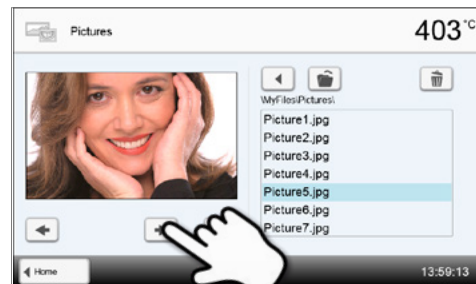 Pictures
403°C
\MyFiles\Pictures\
Picture1.jpg
Picture2.jpg
Picture3.jpg
Picture4.jpg
Picture5.jpg
Picture6.jpg
Picture7.jpg
Home
13:59:13